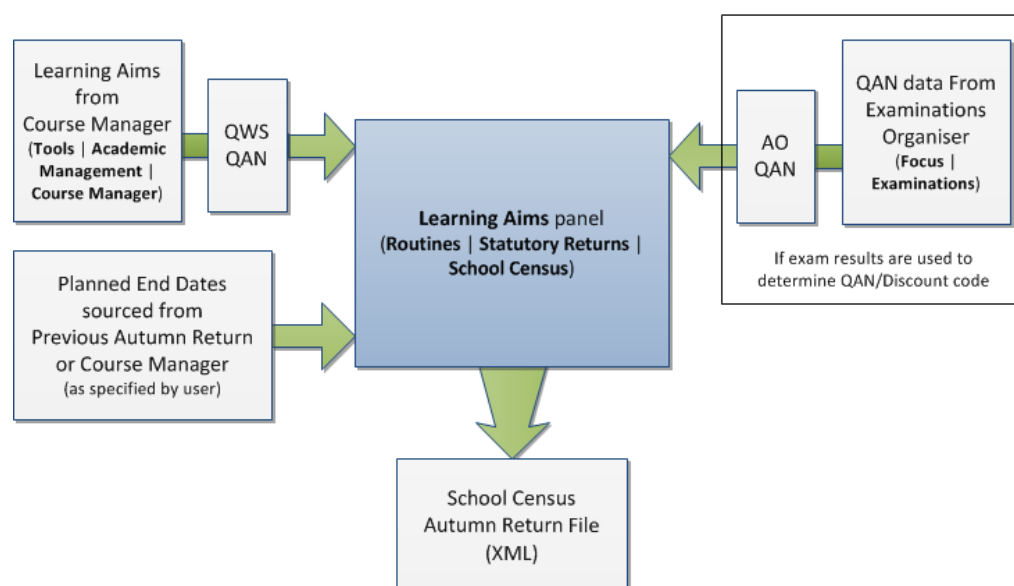 Learning Aims
from
Course Manager
(Tools | Academic
Management |
Course Manager)
QWS
QAN
Planned End Dates
sourced from
Previous Autumn Return
or Course Manager
(as specified by user)
Learning Aims panel
(Routines | Statutory Returns |
School Census)
AO
QAN
QAN data From
Examinations
Organiser
(Focus |
Examinations)
If exam results are used to
determine QAN/Discount code
School Census
Autumn Return File
(XML)